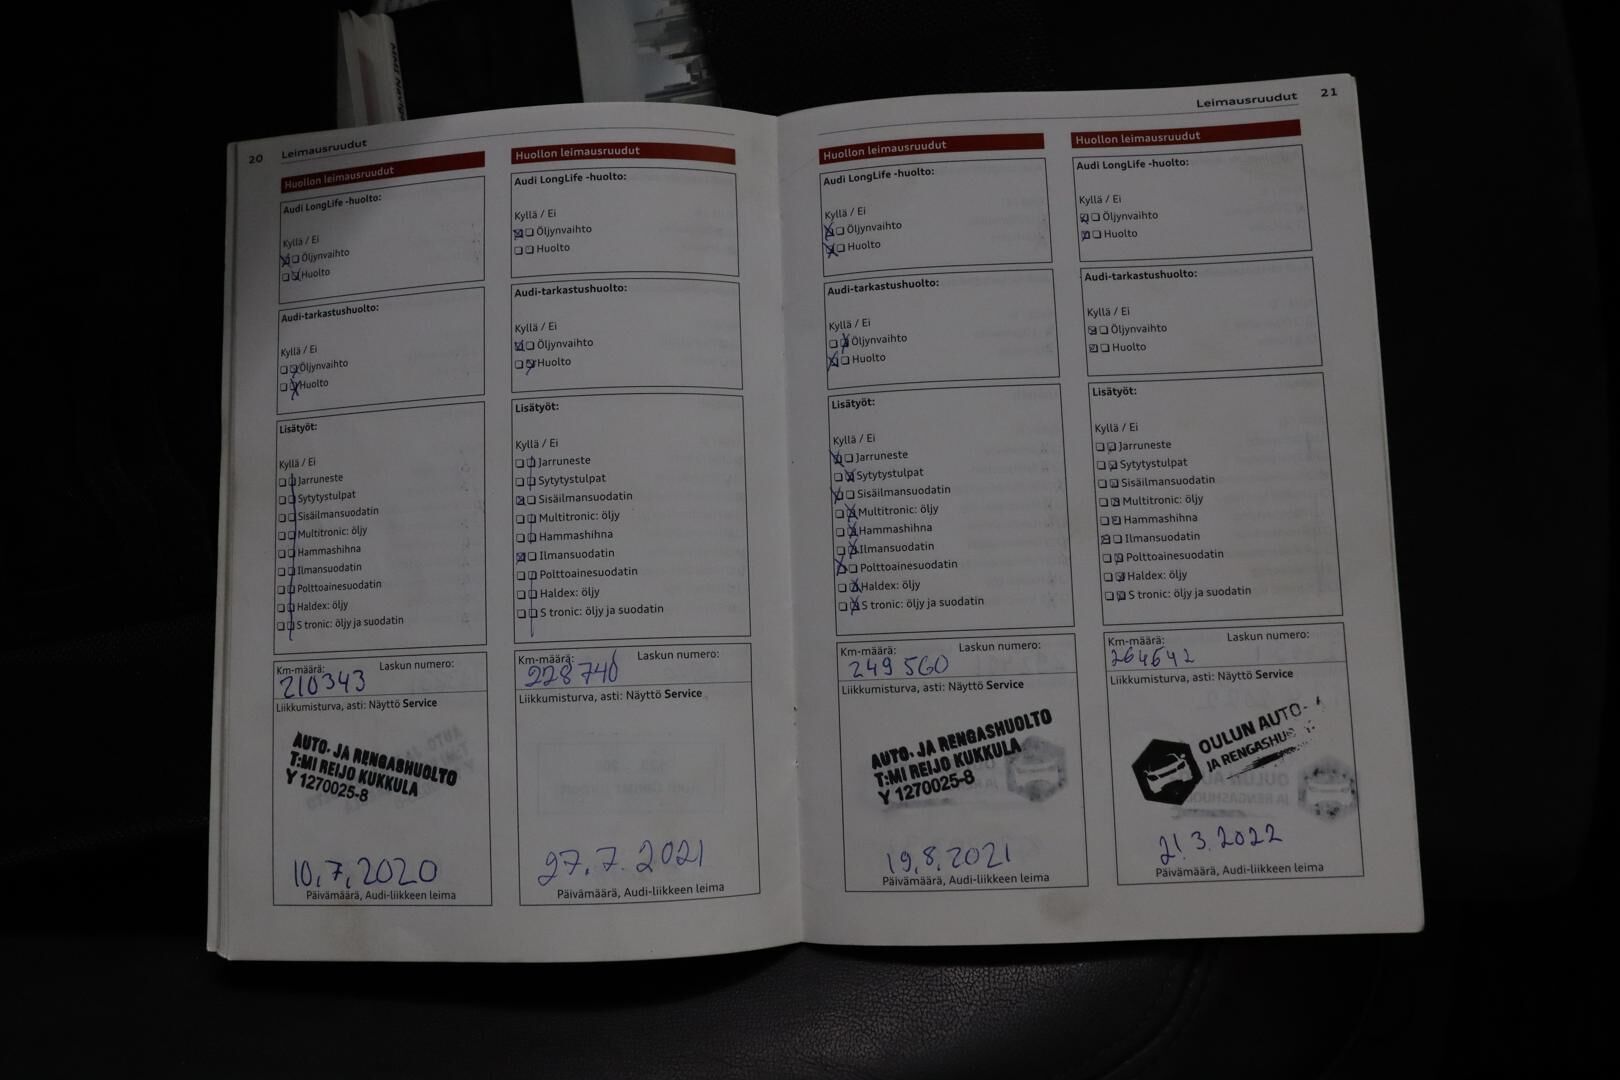 MMI Navig
20 Leimausruudut
Huollon leimausruudut
Audi LongLife -huolto:
Kyllä / Ei
Öljynvaihto
Huolto
Audi-tarkastushuolto:
Kyllä / Ei
Öljynvaihto
Huolto
Lisätyöt:
Kyllä / Ei
Jarruneste
Sytytystulpat
Sisäilmansuodatin
Multitronic: öljy
Hammashihna
Ilmansuodatin
Polttoainesuodatin
Haldex: öljy
S tronic: öljy ja suodatin
Km-määrä: Laskun numero:
210343
Liikkumisturva, asti: Näyttö Service
AUTO- JA RENGASHUOLTO
T:MI REIJO KUKKULA
Y 1270025-8
10.7.2020
Päivämäärä, Audi-liikkeen leima
Huollon leimausruudut
Audi LongLife -huolto:
Kyllä / Ei
Öljynvaihto
Huolto
Audi-tarkastushuolto:
Kyllä / Ei
Öljynvaihto
Huolto
Lisätyöt:
Kyllä / Ei
Jarruneste
Sytytystulpat
Sisäilmansuodatin
Multitronic: öljy
Hammashihna
Ilmansuodatin
Polttoainesuodatin
Haldex: öljy
S tronic: öljy ja suodatin
Km-määrä: Laskun numero:
228740
Liikkumisturva, asti: Näyttö Service
27.7.2021
Päivämäärä, Audi-liikkeen leima
Leimausruudut 21
Huollon leimausruudut
Audi LongLife -huolto:
Kyllä / Ei
Öljynvaihto
Huolto
Audi-tarkastushuolto:
Kyllä / Ei
Öljynvaihto
Huolto
Lisätyöt:
Kyllä / Ei
Jarruneste
Sytytystulpat
Sisäilmansuodatin
Multitronic: öljy
Hammashihna
Ilmansuodatin
Polttoainesuodatin
Haldex: öljy
S tronic: öljy ja suodatin
Km-määrä: Laskun numero:
249 560
Liikkumisturva, asti: Näyttö Service
AUTO- JA RENGASHUOLTO
T:MI REIJO KUKKULA
Y 1270025-8
19.8.2021
Päivämäärä, Audi-liikkeen leima
Huollon leimausruudut
Audi LongLife -huolto:
Kyllä / Ei
Öljynvaihto
Huolto
Audi-tarkastushuolto:
Kyllä / Ei
Öljynvaihto
Huolto
Lisätyöt:
Kyllä / Ei
Jarruneste
Sytytystulpat
Sisäilmansuodatin
Multitronic: öljy
Hammashihna
Ilmansuodatin
Polttoainesuodatin
Haldex: öljy
S tronic: öljy ja suodatin
Km-määrä: Laskun numero:
264642
Liikkumisturva, asti: Näyttö Service
OULUN AUTO-
JA RENGASHUO
21.3.2022
Päivämäärä, Audi-liikkeen leima